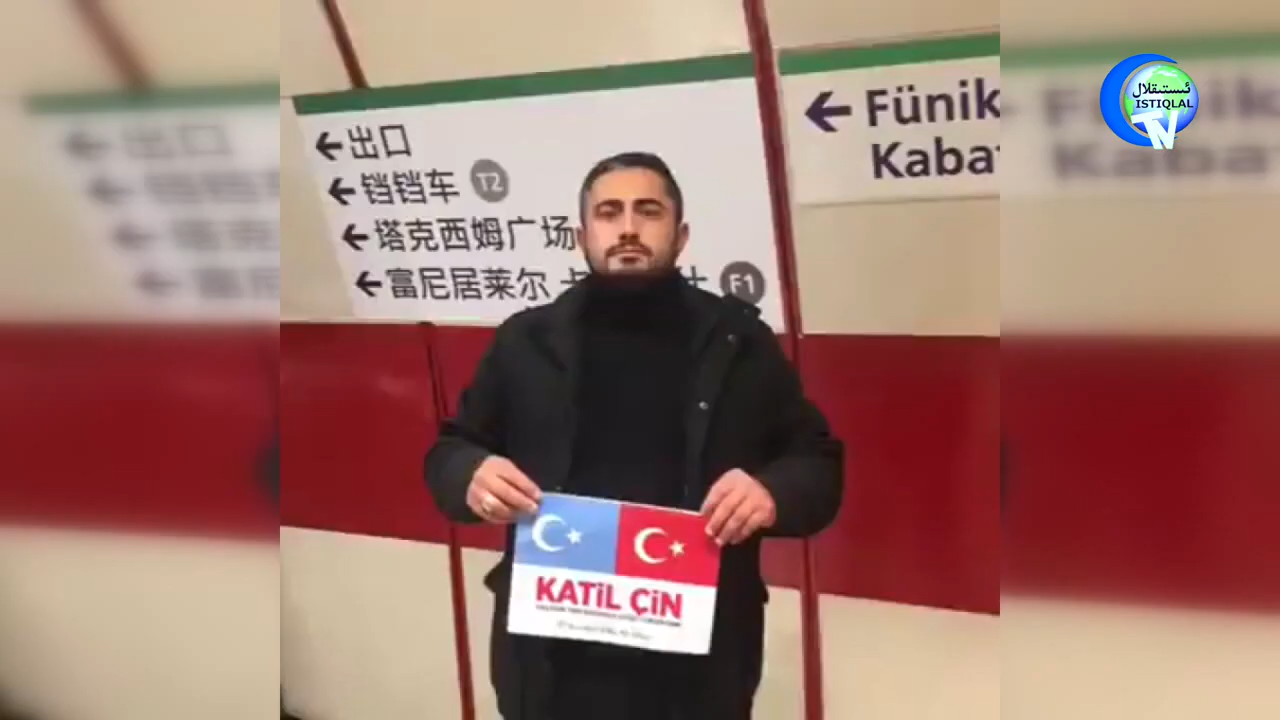 ئىستىقلال
ISTIQLAL
TV
←出口
←铛铛车 T2
←塔克西姆广场
←富尼居莱尔 F1
← Fünik
Kaba
KATİL ÇİN